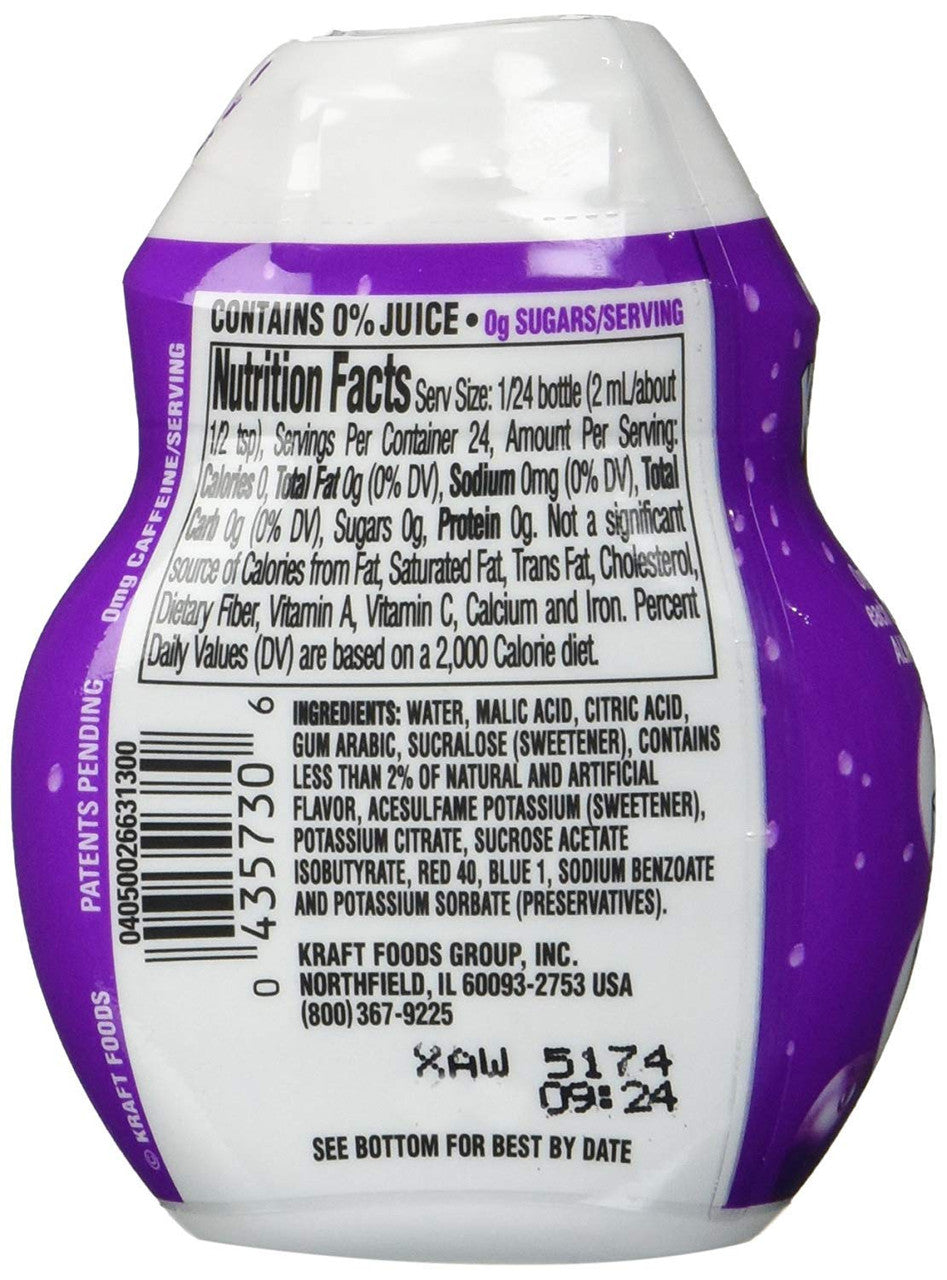 CONTAINS 0% JUICE • 0g SUGARS/SERVING
Nutrition Facts Serv Size: 1/24 bottle (2 mL/about
1/2 tsp), Servings Per Container 24, Amount Per Serving:
Calories 0, Total Fat 0g (0% DV), Sodium 0mg (0% DV), Total
Carb 0g (0% DV), Sugars 0g, Protein 0g. Not a significant
source of Calories from Fat, Saturated Fat, Trans Fat, Cholesterol,
Dietary Fiber, Vitamin A, Vitamin C, Calcium and Iron. Percent
Daily Values (DV) are based on a 2,000 Calorie diet.
INGREDIENTS: WATER, MALIC ACID, CITRIC ACID,
GUM ARABIC, SUCRALOSE (SWEETENER), CONTAINS
LESS THAN 2% OF NATURAL AND ARTIFICIAL
FLAVOR, ACESULFAME POTASSIUM (SWEETENER),
POTASSIUM CITRATE, SUCROSE ACETATE
ISOBUTYRATE, RED 40, BLUE 1, SODIUM BENZOATE
AND POTASSIUM SORBATE (PRESERVATIVES).
KRAFT FOODS GROUP, INC.
NORTHFIELD, IL 60093-2753 USA
(800) 367-9225
XAW 5174
09:24
SEE BOTTOM FOR BEST BY DATE
© KRAFT FOODS PATENTS PENDING 0mg CAFFEINE/SERVING
040500026631300
0 435730 6